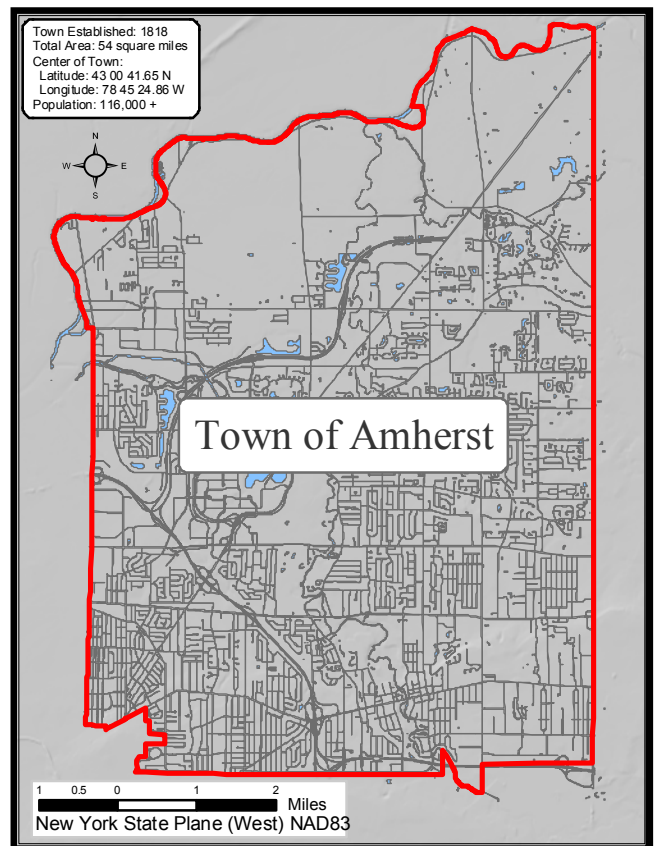 Town Established: 1818
Total Area: 54 square miles
Center of Town:
Latitude: 43 00 41.65 N
Longitude: 78 45 24.86 W
Population: 116,000 +
N
W E
S
Town of Amherst
1 0.5 0 1 2
Miles
New York State Plane (West) NAD83